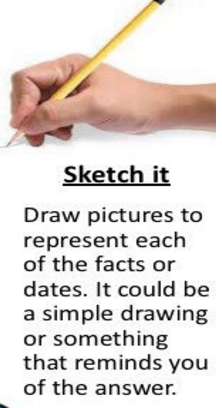 Sketch it
Draw pictures to
represent each
of the facts or
dates. It could be
a simple drawing
or something
that reminds you
of the answer.